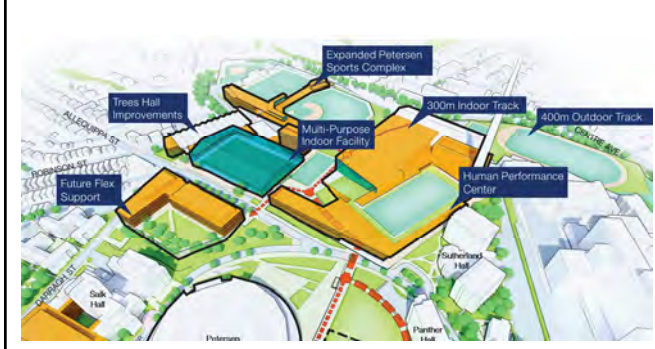 Expanded Petersen
Sports Complex
Trees Hall
Improvements
300m Indoor Track
400m Outdoor Track
CENTRE AVE
ALLEQUIPPA ST
Multi-Purpose
Indoor Facility
ROBINSON ST
Human Performance
Center
Future Flex
Support
Sutherland
Hall
DARRAGH ST
Salk
Hall
Petersen
Panther
Hall